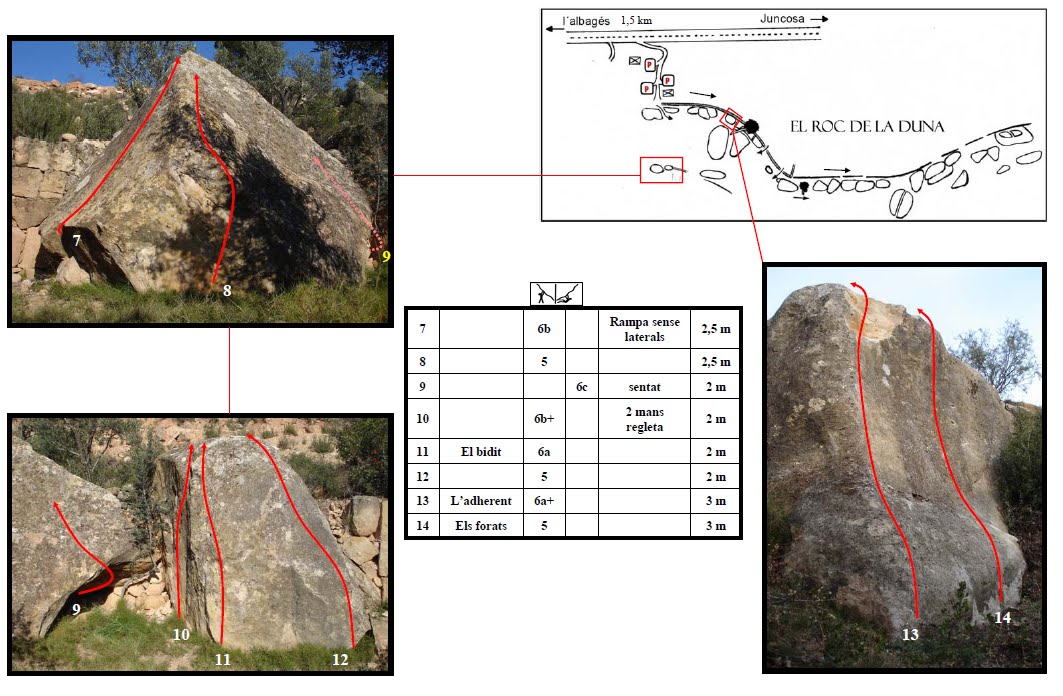 l´albagés 1,5 km Juncosa
P
P
P
EL ROC DE LA DUNA
7
8
9
9
10
11
12
13
14
7 6b Rampa sense laterals 2,5 m
8 5 2,5 m
9 6c sentat 2 m
10 6b+ 2 mans regleta 2 m
11 El bidit 6a 2 m
12 5 2 m
13 L’adherent 6a+ 3 m
14 Els forats 5 3 m